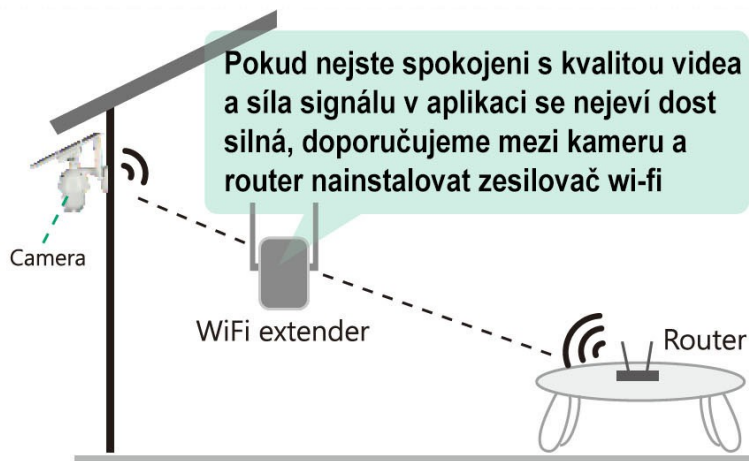 Pokud nejste spokojeni s kvalitou videa
a síla signálu v aplikaci se nejeví dost
silná, doporučujeme mezi kameru a
router nainstalovat zesilovač wi-fi
Camera
WiFi extender
Router